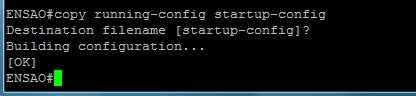 ENSAO#copy running-config startup-config
Destination filename [startup-config]?
Building configuration...
[OK]
ENSAO#